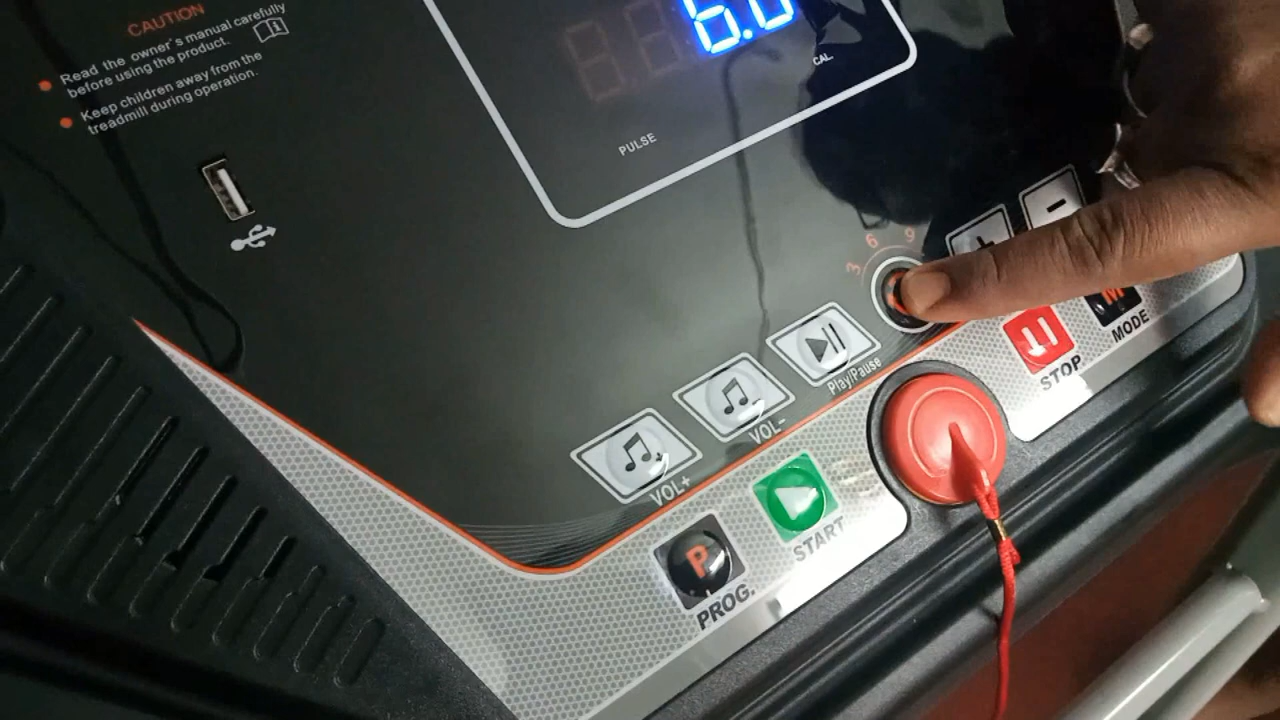 CAUTION
Read the owner's manual carefully
before using the product.
Keep children away from the
treadmill during operation.
6.0
CAL.
PULSE
3 6 9
+
-
VOL+
VOL-
Play/Pause
P
PROG.
START
STOP
M
MODE